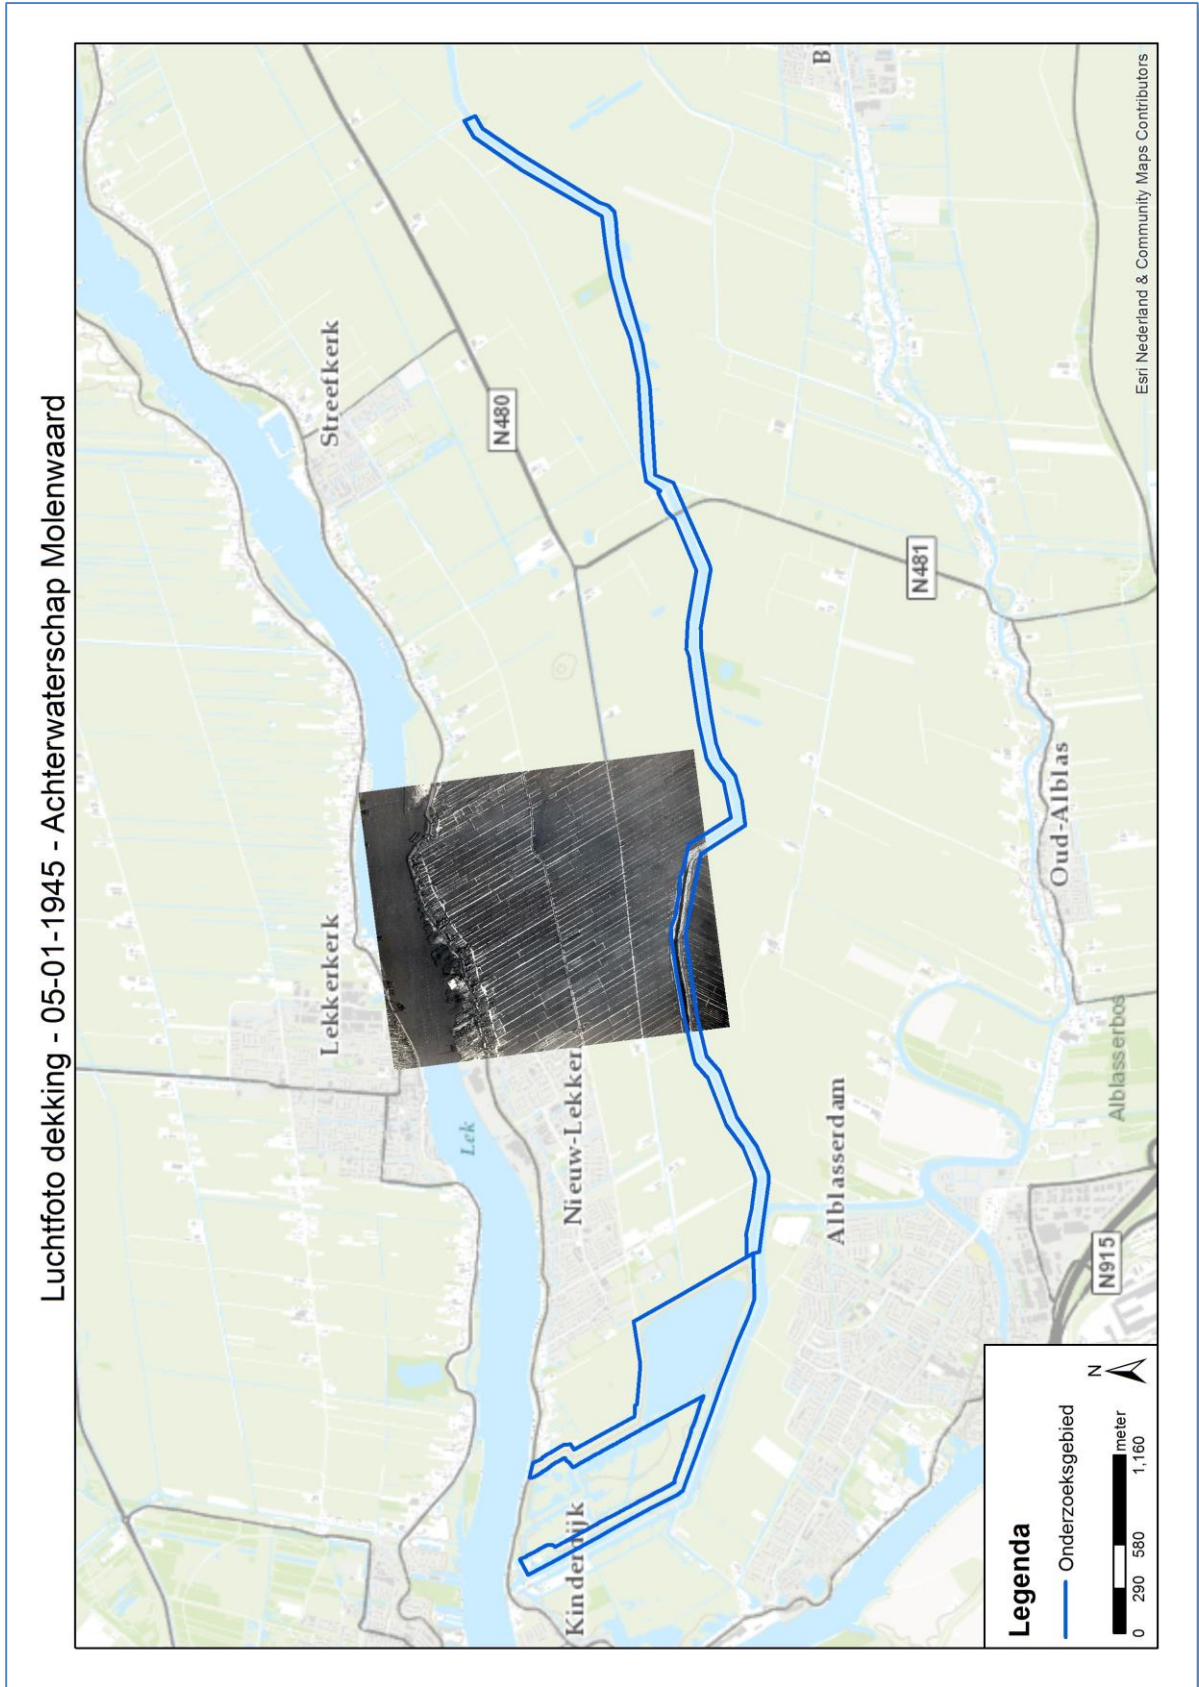 Luchtfoto dekking - 05-01-1945 - Achterwaterschap Molenwaard
Streefkerk
N480
Lekkerkerk
Lek
Nieuw-Lekker
Kinderdijk
N481
B
Oud-Alblas
Alblasserdam
Alblasserbos
N915
Esri Nederland & Community Maps Contributors
Legenda
Onderzoeksgebied
N
0 290 580 1,160
meter